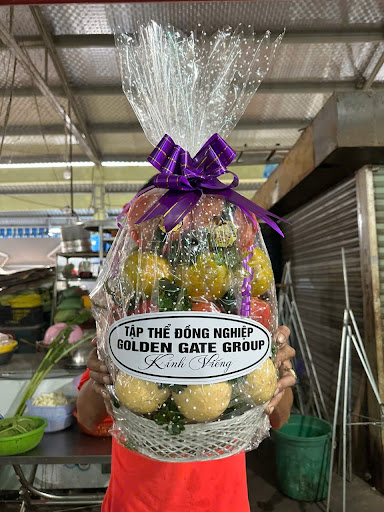 TẬP THỂ ĐỒNG NGHIỆP
GOLDEN GATE GROUP
Kính Viếng